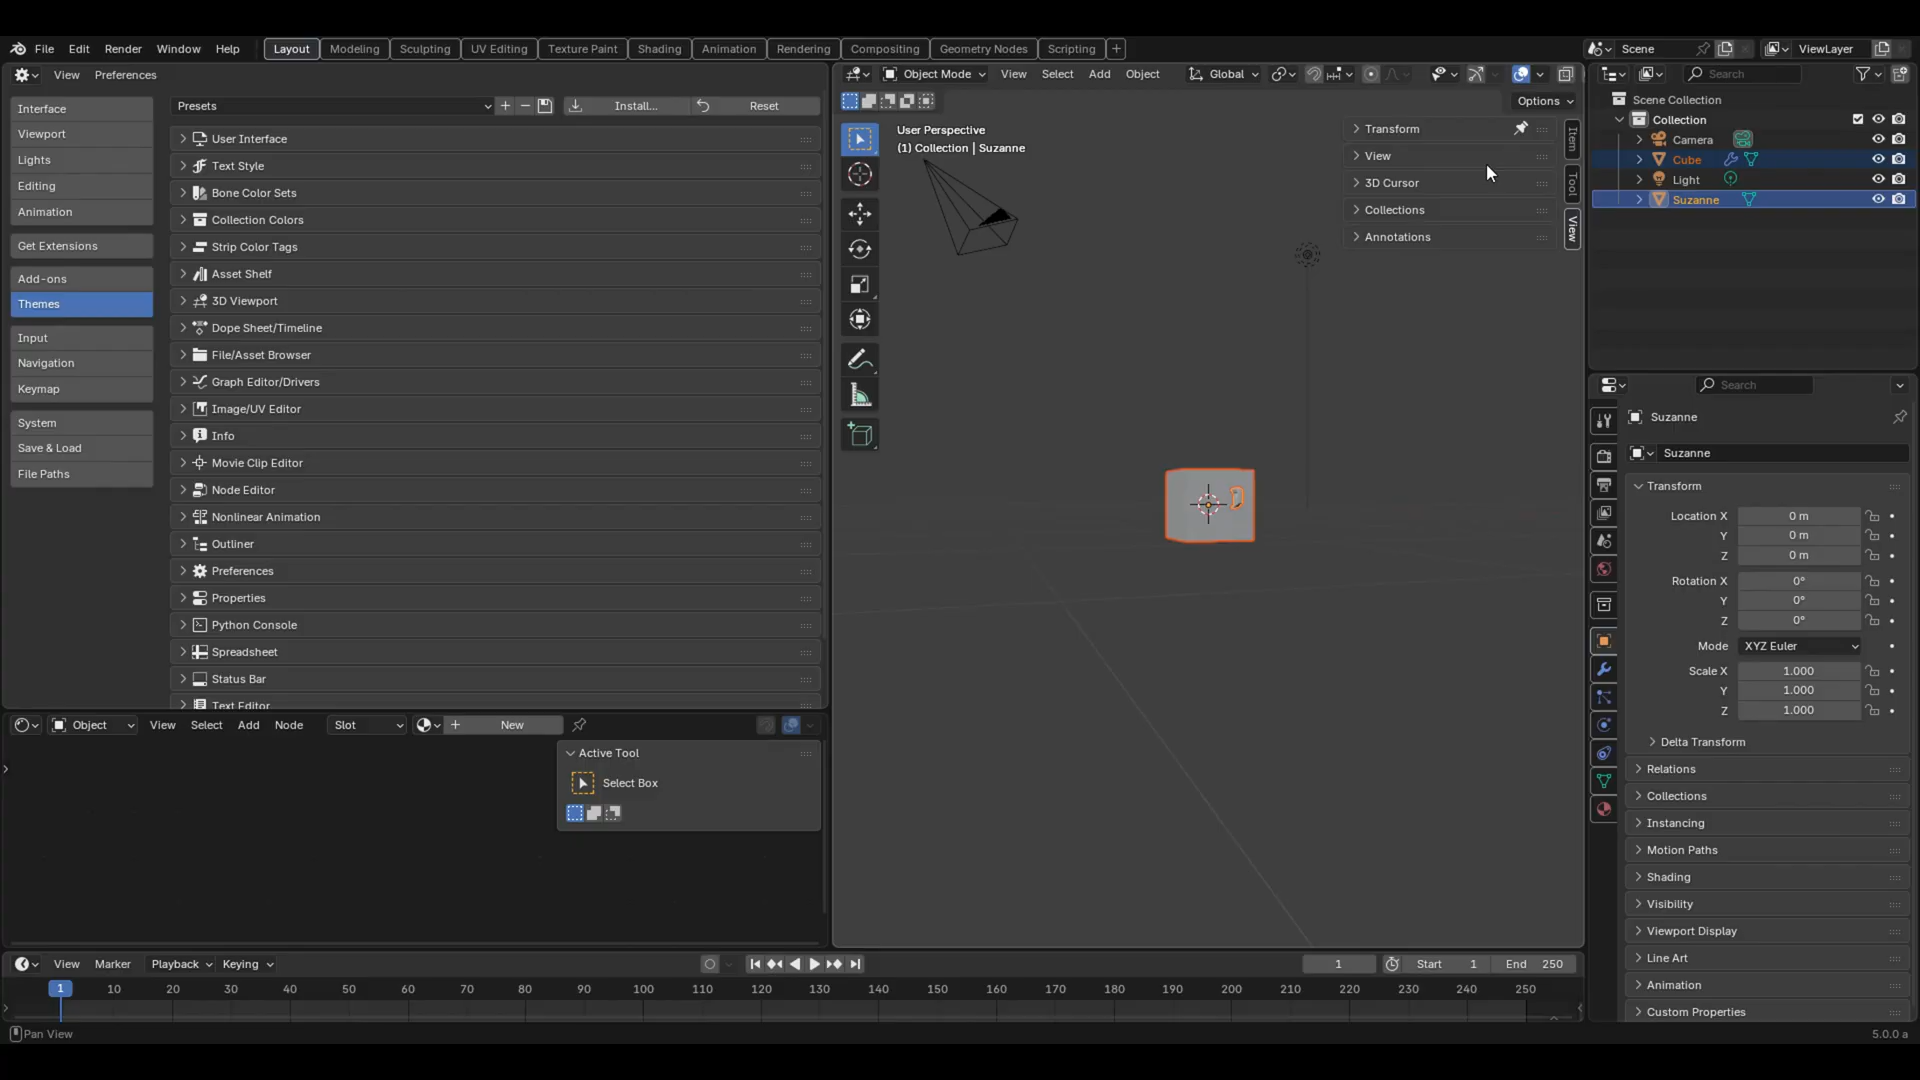 File Edit Render Window Help Layout Modeling Sculpting UV Editing Texture Paint Shading Animation Rendering Compositing Geometry Nodes Scripting + Scene ViewLayer
View Preferences
Presets Install... Reset
Interface
Viewport
Lights
Editing
Animation
Get Extensions
Add-ons
Themes
Input
Navigation
Keymap
System
Save & Load
File Paths
User Interface
Text Style
Bone Color Sets
Collection Colors
Strip Color Tags
Asset Shelf
3D Viewport
Dope Sheet/Timeline
File/Asset Browser
Graph Editor/Drivers
Image/UV Editor
Info
Movie Clip Editor
Node Editor
Nonlinear Animation
Outliner
Preferences
Properties
Python Console
Spreadsheet
Status Bar
Text Editor
Object View Select Add Node Slot New
Active Tool
Select Box
Object Mode View Select Add Object Global
Options
User Perspective
(1) Collection | Suzanne
Transform
View
3D Cursor
Collections
Annotations
Item
Tool
View
Search
Scene Collection
Collection
Camera
Cube
Light
Suzanne
Search
Suzanne
Suzanne
Transform
Location X 0 m
Y 0 m
Z 0 m
Rotation X 0°
Y 0°
Z 0°
Mode XYZ Euler
Scale X 1.000
Y 1.000
Z 1.000
Delta Transform
Relations
Collections
Instancing
Motion Paths
Shading
Visibility
Viewport Display
Line Art
Animation
Custom Properties
View Marker Playback Keying 1 Start 1 End 250
1 10 20 30 40 50 60 70 80 90 100 110 120 130 140 150 160 170 180 190 200 210 220 230 240 250
Pan View 5.0.0 a